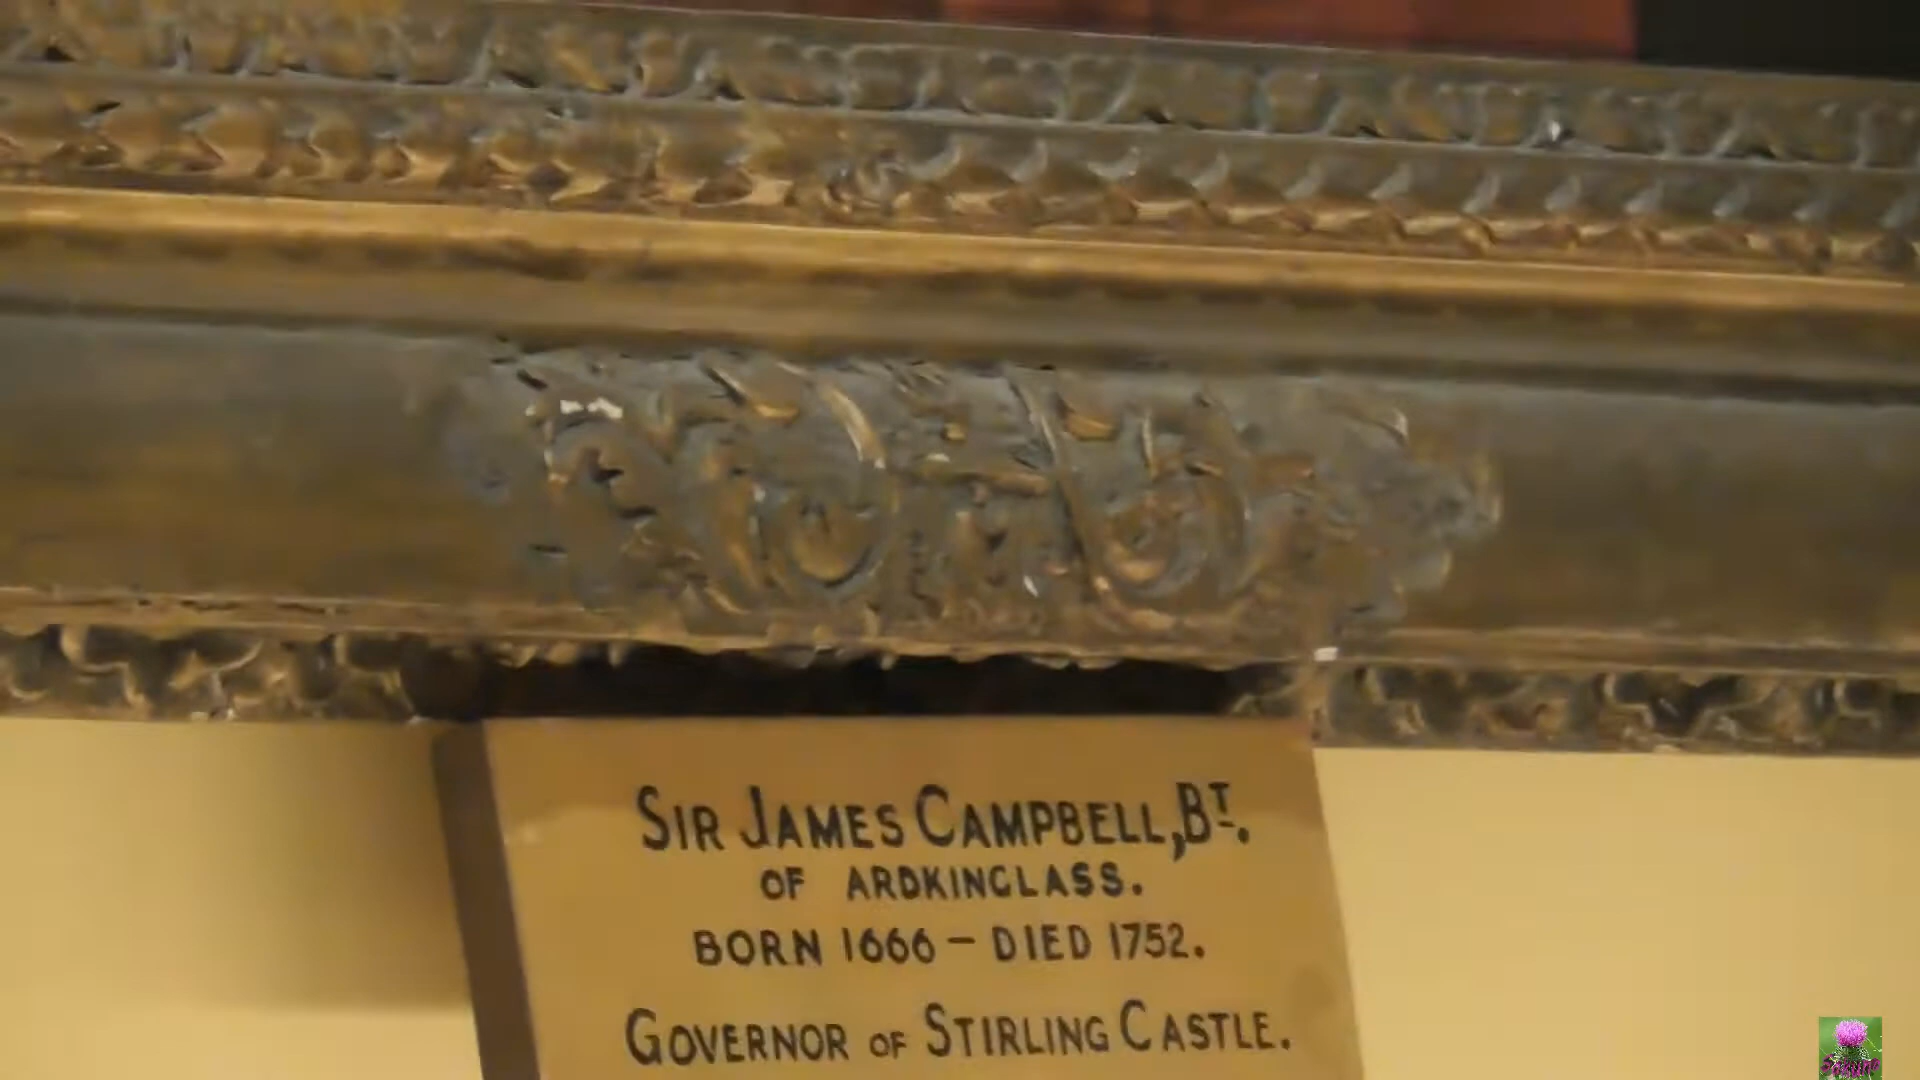 SIR JAMES CAMPBELL, BT.
OF ARDKINGLASS.
BORN 1666 – DIED 1752.
GOVERNOR OF STIRLING CASTLE.